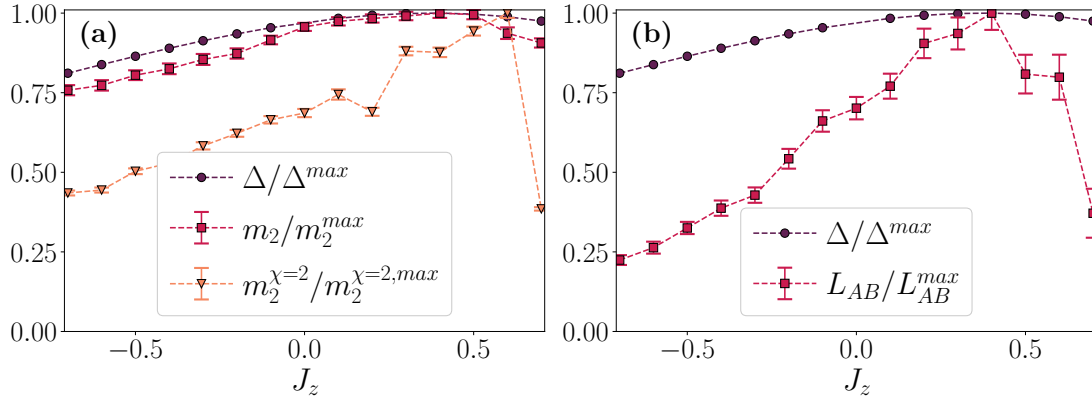 (a)
1.00
0.75
0.50
0.25
0.00
−0.5
0.0
0.5
J_z
Δ/Δ^{max}
m_2/m_2^{max}
m_2^{χ=2}/m_2^{χ=2,max}
(b)
1.00
0.75
0.50
0.25
0.00
−0.5
0.0
0.5
J_z
Δ/Δ^{max}
L_{AB}/L_{AB}^{max}